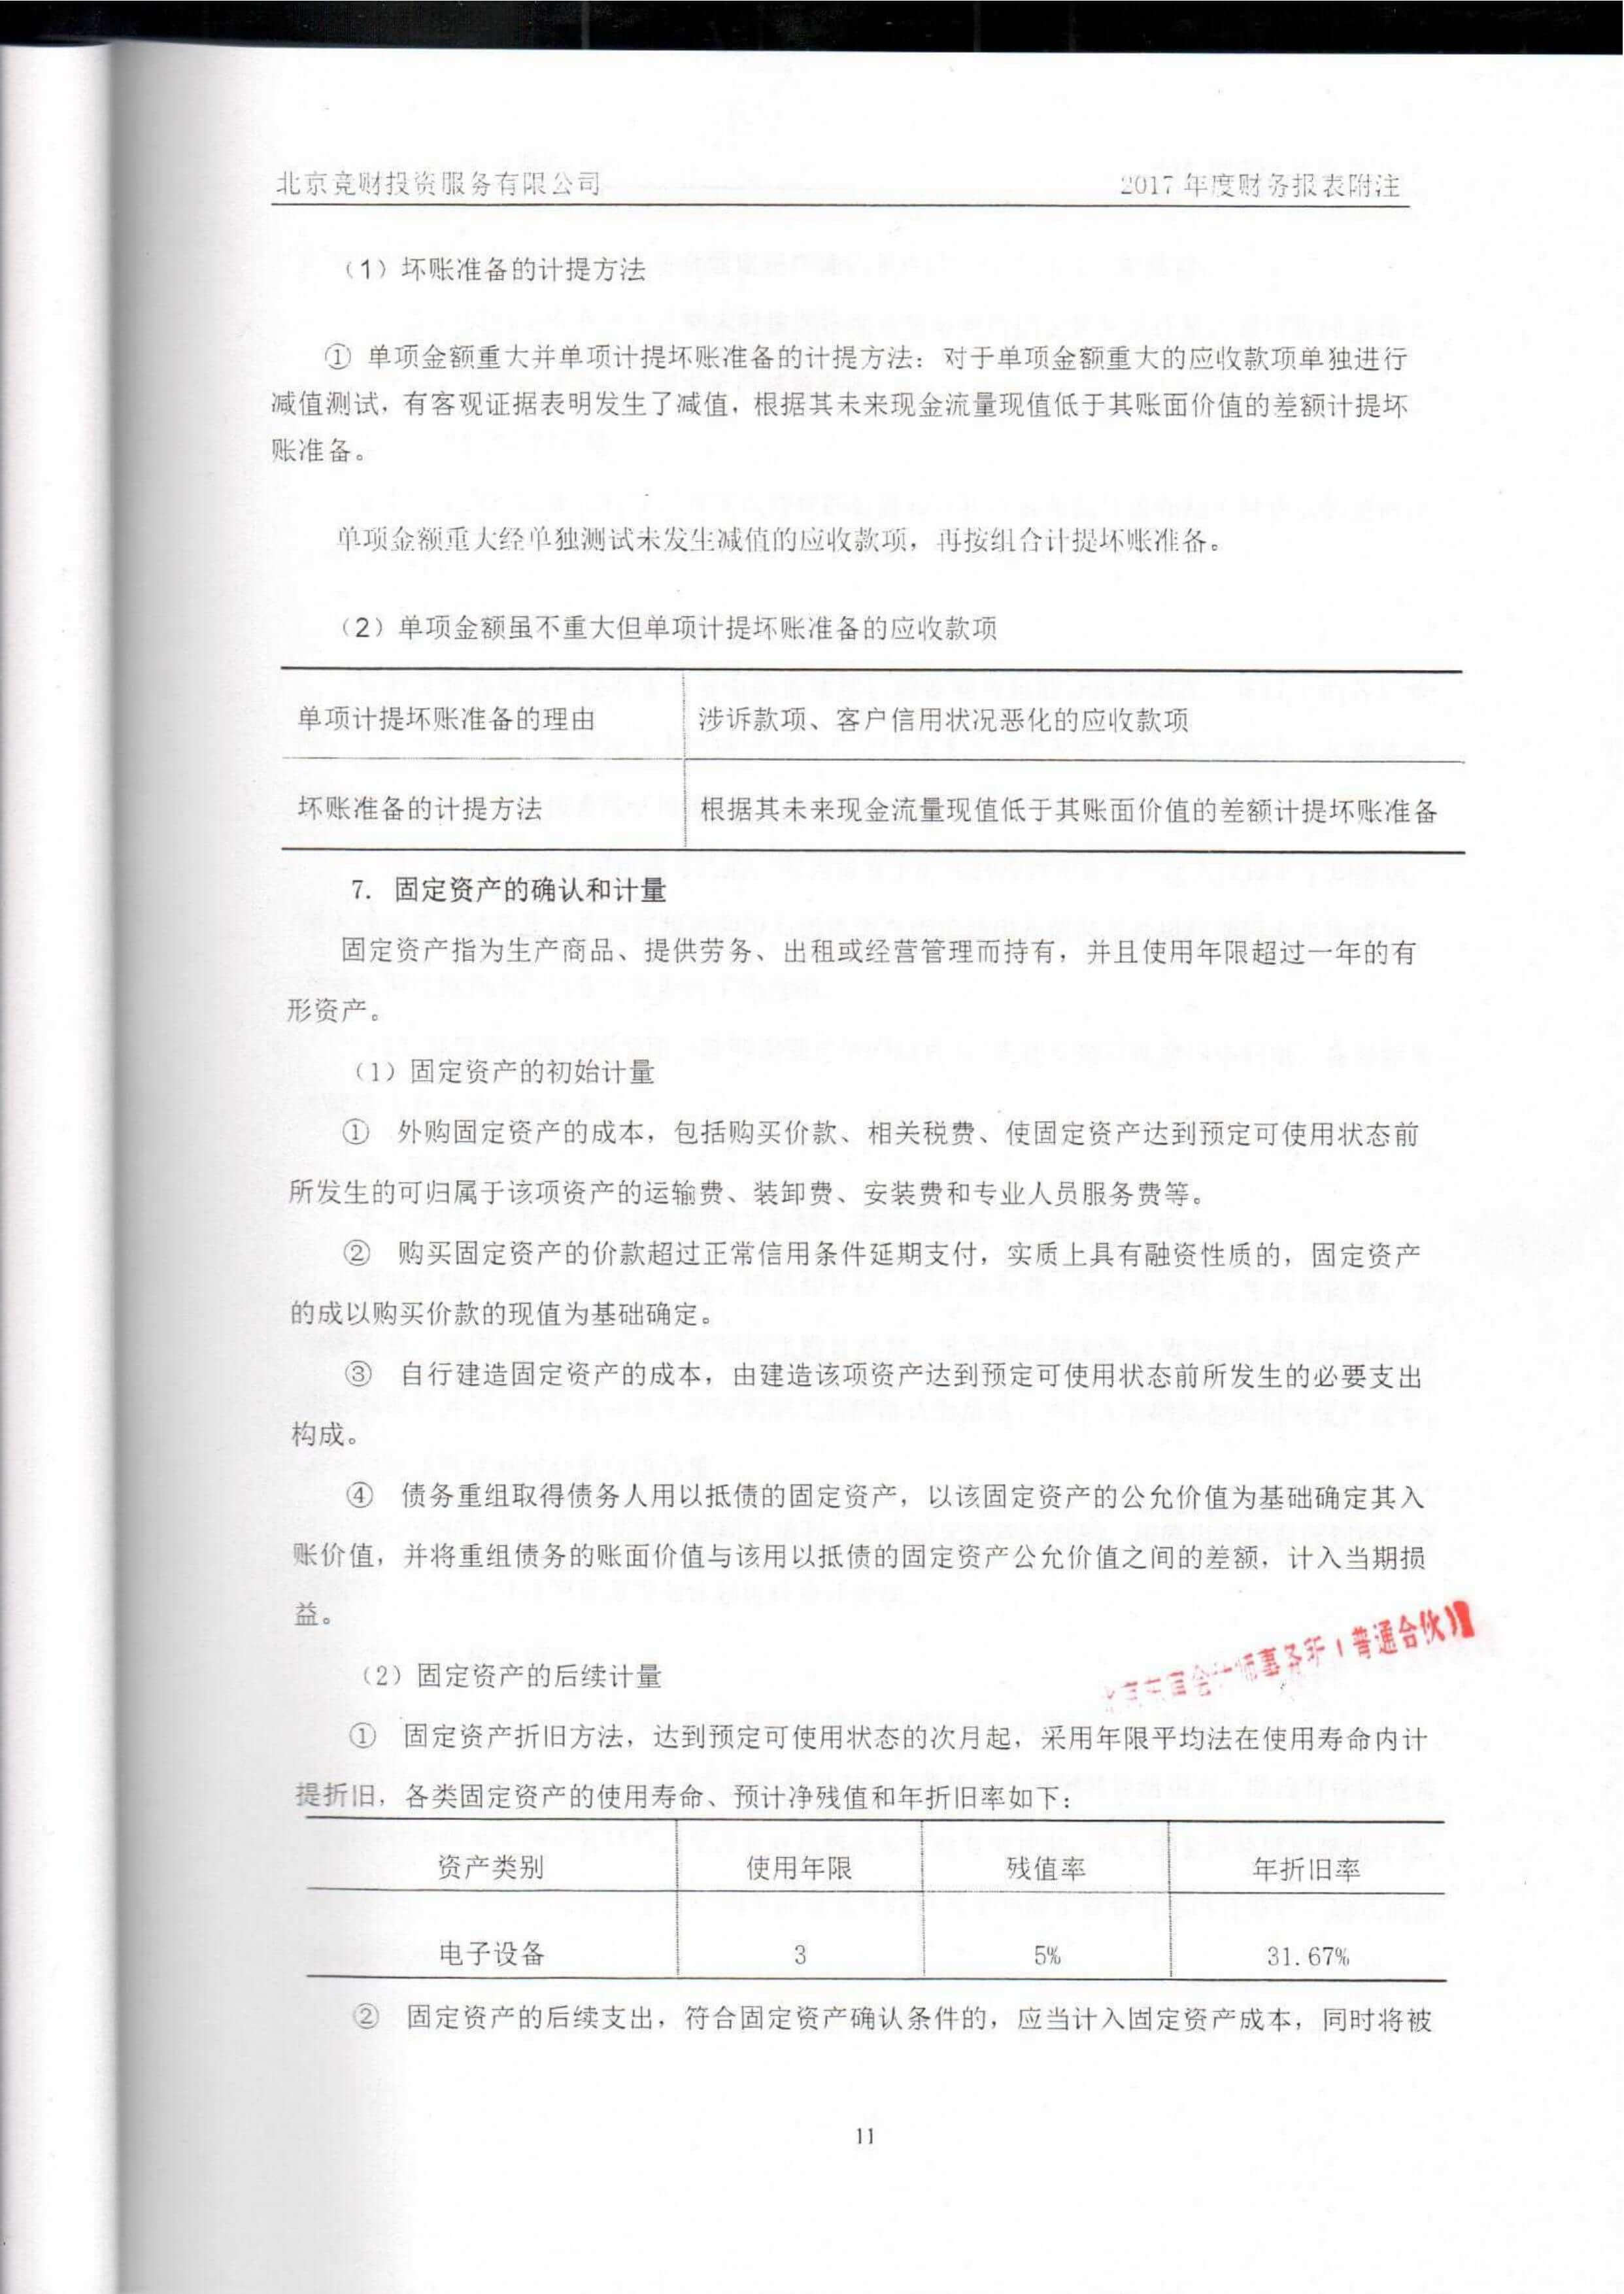 北京竞财投资服务有限公司 2017 年度财务报表附注
（1）坏账准备的计提方法
① 单项金额重大并单项计提坏账准备的计提方法：对于单项金额重大的应收款项单独进行
减值测试，有客观证据表明发生了减值，根据其未来现金流量现值低于其账面价值的差额计提坏
账准备。
单项金额重大经单独测试未发生减值的应收款项，再按组合计提坏账准备。
（2）单项金额虽不重大但单项计提坏账准备的应收款项
单项计提坏账准备的理由 涉诉款项、客户信用状况恶化的应收款项
坏账准备的计提方法 根据其未来现金流量现值低于其账面价值的差额计提坏账准备
7. 固定资产的确认和计量
固定资产指为生产商品、提供劳务、出租或经营管理而持有，并且使用年限超过一年的有
形资产。
（1）固定资产的初始计量
① 外购固定资产的成本，包括购买价款、相关税费、使固定资产达到预定可使用状态前
所发生的可归属于该项资产的运输费、装卸费、安装费和专业人员服务费等。
② 购买固定资产的价款超过正常信用条件延期支付，实质上具有融资性质的，固定资产
的成以购买价款的现值为基础确定。
③ 自行建造固定资产的成本，由建造该项资产达到预定可使用状态前所发生的必要支出
构成。
④ 债务重组取得债务人用以抵债的固定资产，以该固定资产的公允价值为基础确定其入
账价值，并将重组债务的账面价值与该用以抵债的固定资产公允价值之间的差额，计入当期损
益。
师事务所（普通合伙）
（2）固定资产的后续计量
① 固定资产折旧方法，达到预定可使用状态的次月起，采用年限平均法在使用寿命内计
提折旧，各类固定资产的使用寿命、预计净残值和年折旧率如下：
资产类别 使用年限 残值率 年折旧率
电子设备 3 5% 31.67%
② 固定资产的后续支出，符合固定资产确认条件的，应当计入固定资产成本，同时将被
11